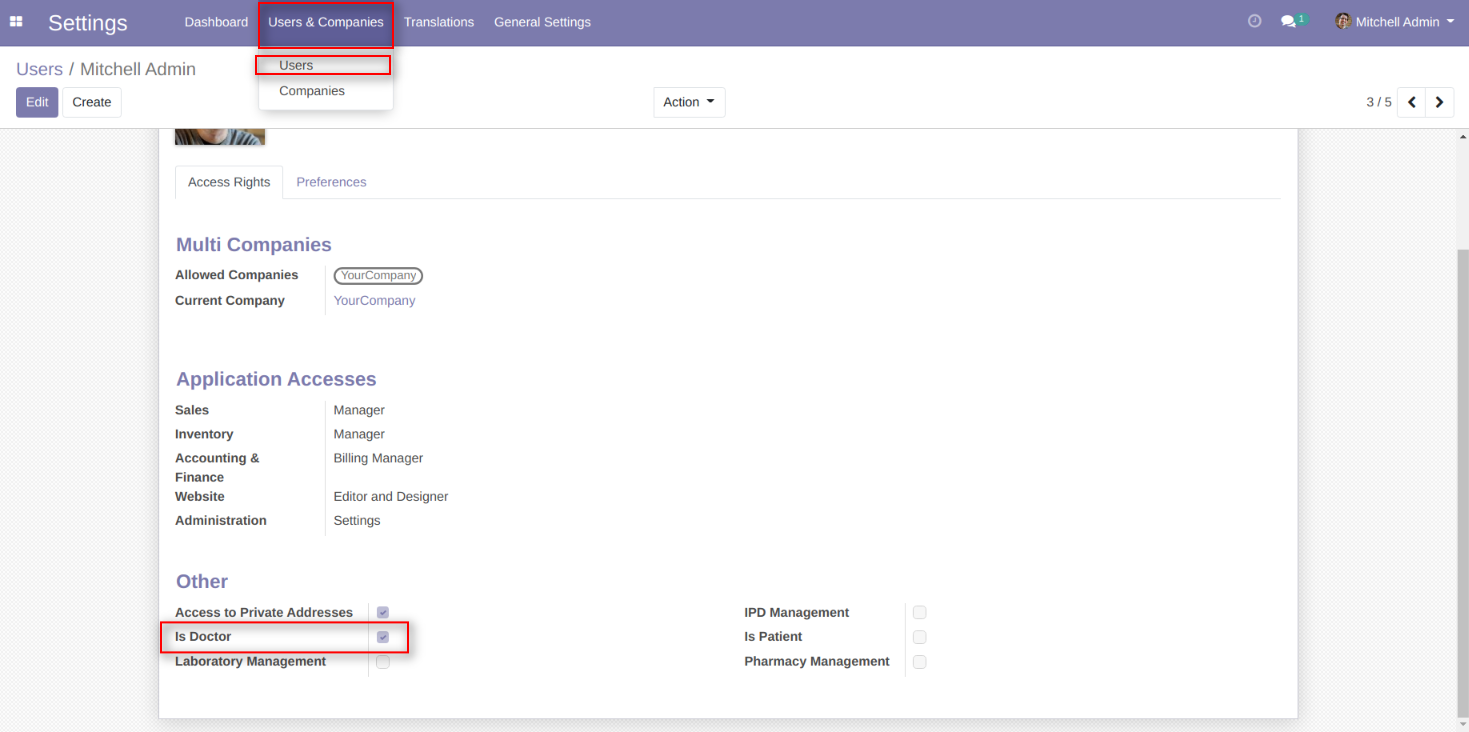 Settings Dashboard Users & Companies Translations General Settings 1 Mitchell Admin
Users / Mitchell Admin
Users
Companies
Edit Create Action 3 / 5
Access Rights Preferences
Multi Companies
Allowed Companies YourCompany
Current Company YourCompany
Application Accesses
Sales Manager
Inventory Manager
Accounting & Billing Manager
Finance
Website Editor and Designer
Administration Settings
Other
Access to Private Addresses IPD Management
Is Doctor Is Patient
Laboratory Management Pharmacy Management